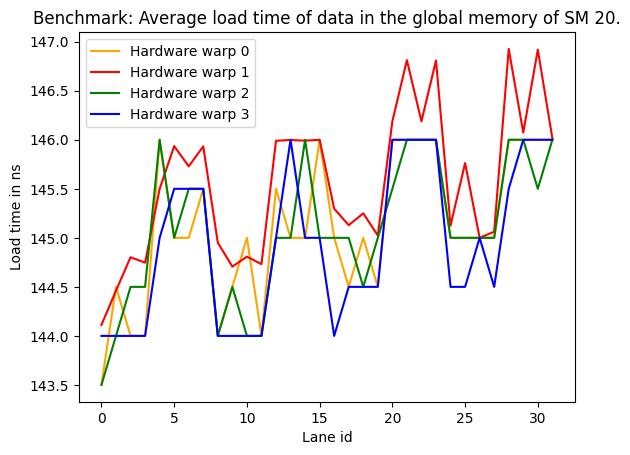 Benchmark: Average load time of data in the global memory of SM 20.
147.0
146.5
146.0
145.5
145.0
144.5
144.0
143.5
Load time in ns
Hardware warp 0
Hardware warp 1
Hardware warp 2
Hardware warp 3
0 5 10 15 20 25 30
Lane id